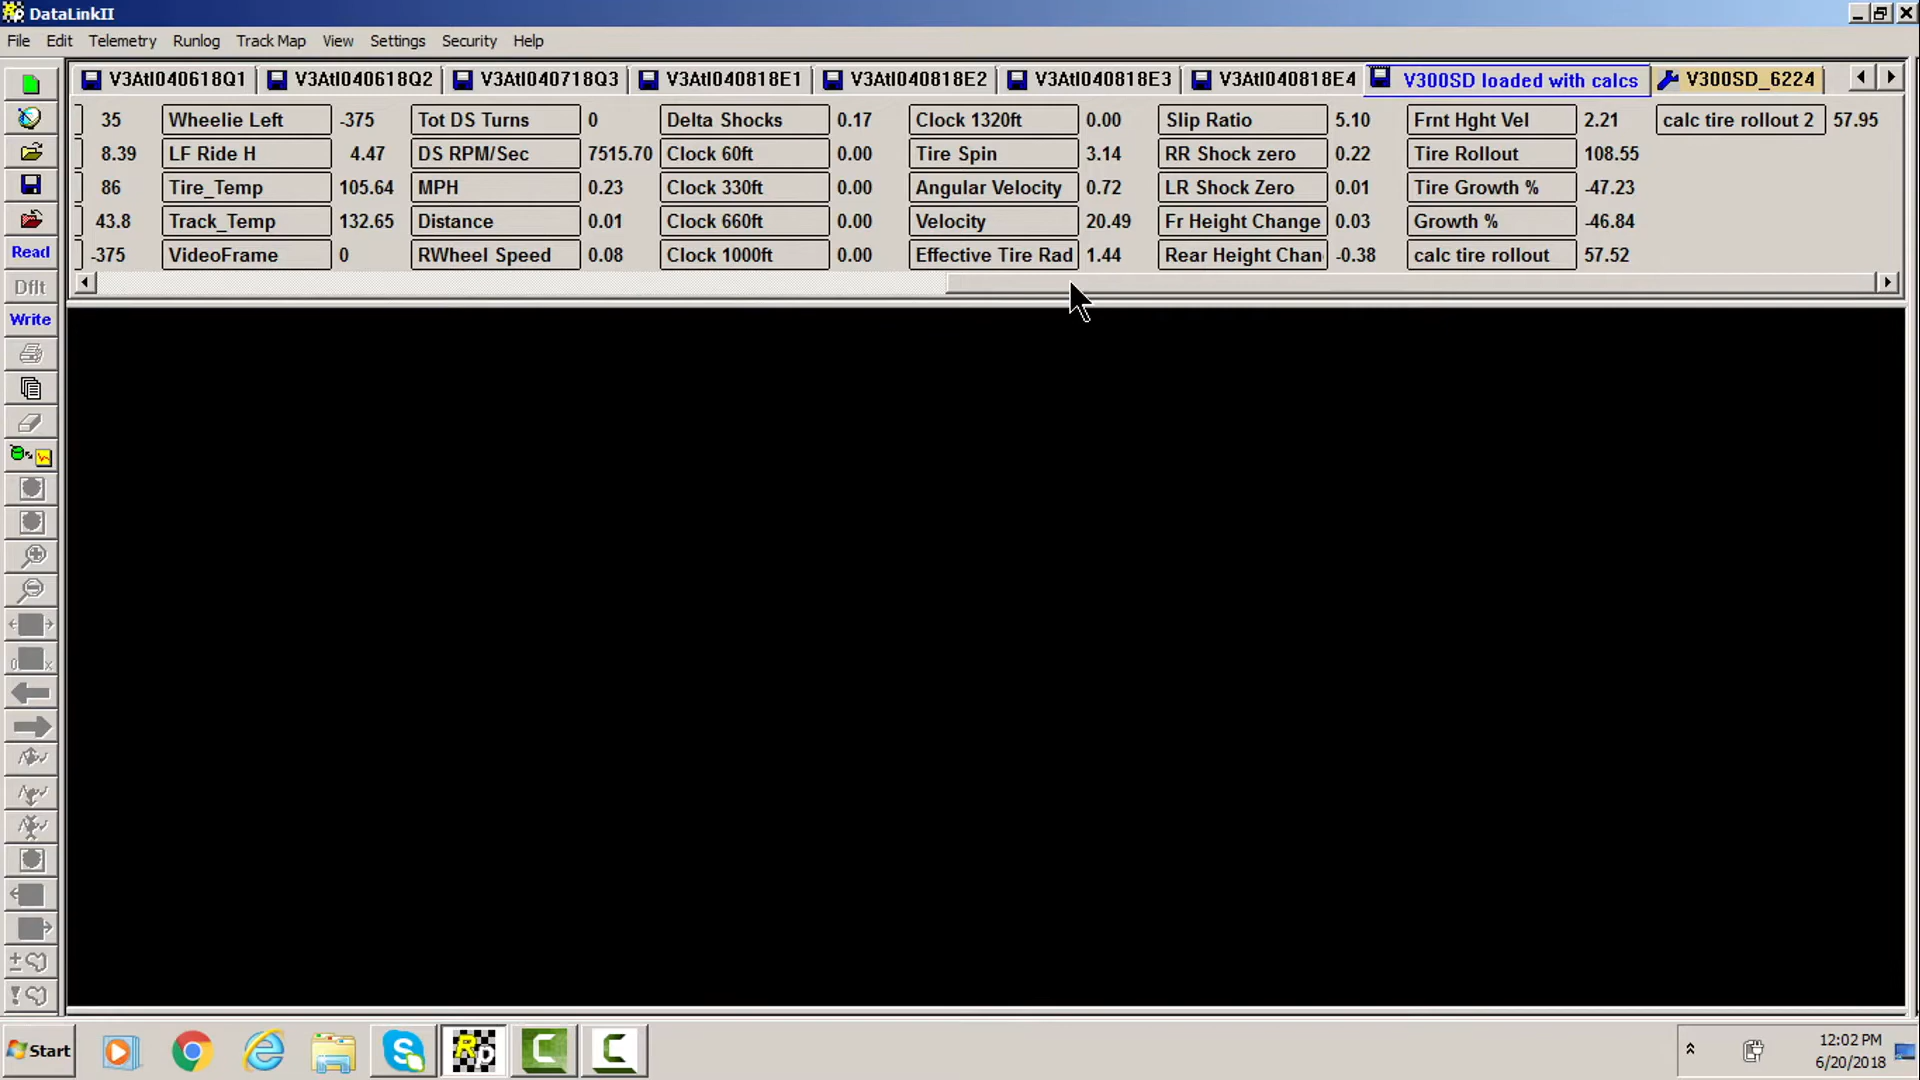 DataLinkII
File Edit Telemetry Runlog Track Map View Settings Security Help
V3Atl040618Q1 V3Atl040618Q2 V3Atl040718Q3 V3Atl040818E1 V3Atl040818E2 V3Atl040818E3 V3Atl040818E4 V300SD loaded with calcs V300SD_6224
35 Wheelie Left -375 Tot DS Turns 0 Delta Shocks 0.17 Clock 1320ft 0.00 Slip Ratio 5.10 Frnt Hght Vel 2.21 calc tire rollout 2 57.95
8.39 LF Ride H 4.47 DS RPM/Sec 7515.70 Clock 60ft 0.00 Tire Spin 3.14 RR Shock zero 0.22 Tire Rollout 108.55
86 Tire_Temp 105.64 MPH 0.23 Clock 330ft 0.00 Angular Velocity 0.72 LR Shock Zero 0.01 Tire Growth % -47.23
43.8 Track_Temp 132.65 Distance 0.01 Clock 660ft 0.00 Velocity 20.49 Fr Height Change 0.03 Growth % -46.84
-375 VideoFrame 0 RWheel Speed 0.08 Clock 1000ft 0.00 Effective Tire Rad 1.44 Rear Height Chan -0.38 calc tire rollout 57.52
Read
Dflt
Write
Start
12:02 PM
6/20/2018